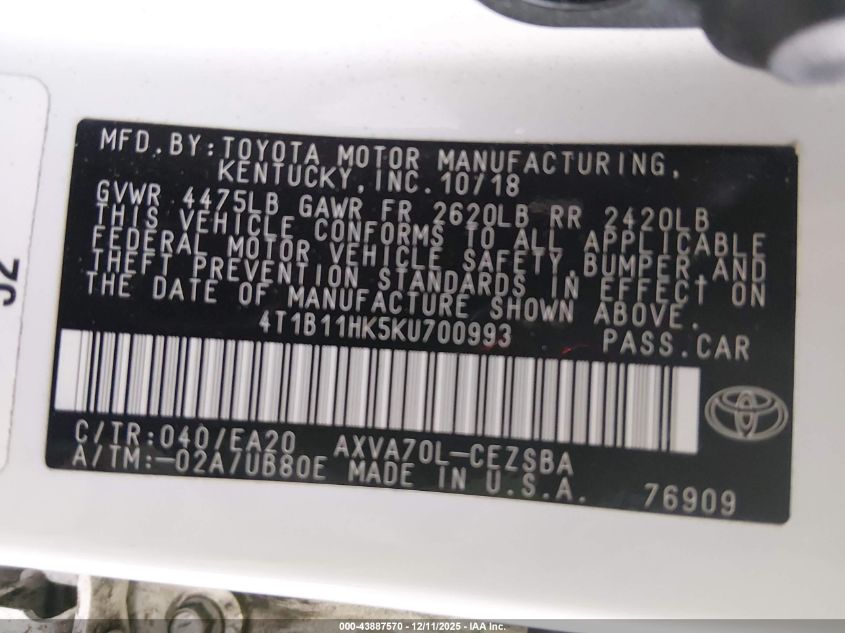 MFD.BY:TOYOTA MOTOR MANUFACTURING,
KENTUCKY,INC.10/18
GVWR 4475LB GAWR FR 2620LB RR 2420LB
THIS VEHICLE CONFORMS TO ALL APPLICABLE
FEDERAL MOTOR VEHICLE SAFETY,BUMPER,AND
THEFT PREVENTION STANDARDS IN EFFECT ON
THE DATE OF MANUFACTURE SHOWN ABOVE.
4T1B11HK5KU700993 PASS.CAR
C/TR:040/EA20 AXVA70L-CEZSBA
A/TM:-02A/UB80E MADE IN U.S.A. 76909
000-43887570 - 12/11/2025 - IAA Inc.